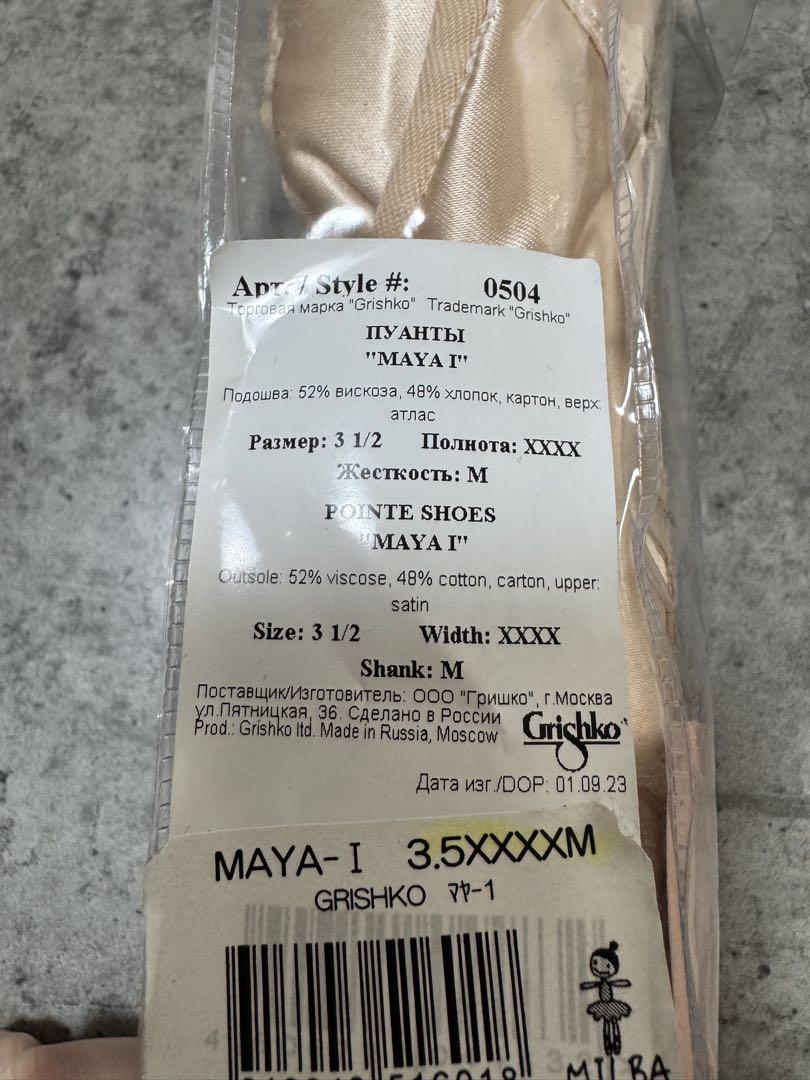 Арт. / Style #: 0504
Торговая марка "Grishko" Trademark "Grishko"
ПУАНТЫ
"MAYA I"
Подошва: 52% вискоза, 48% хлопок, картон, верх:
атлас
Размер: 3 1/2 Полнота: XXXX
Жесткость: M
POINTE SHOES
"MAYA I"
Outsole: 52% viscose, 48% cotton, carton, upper:
satin
Size: 3 1/2 Width: XXXX
Shank: M
Поставщик/Изготовитель: ООО "Гришко", г.Москва
ул.Пятницкая, 36. Сделано в России
Prod.: Grishko ltd. Made in Russia, Moscow
Grishko
Дата изг./DOP: 01.09.23
MAYA-I 3.5XXXXM
GRISHKO ﾏﾔ-1